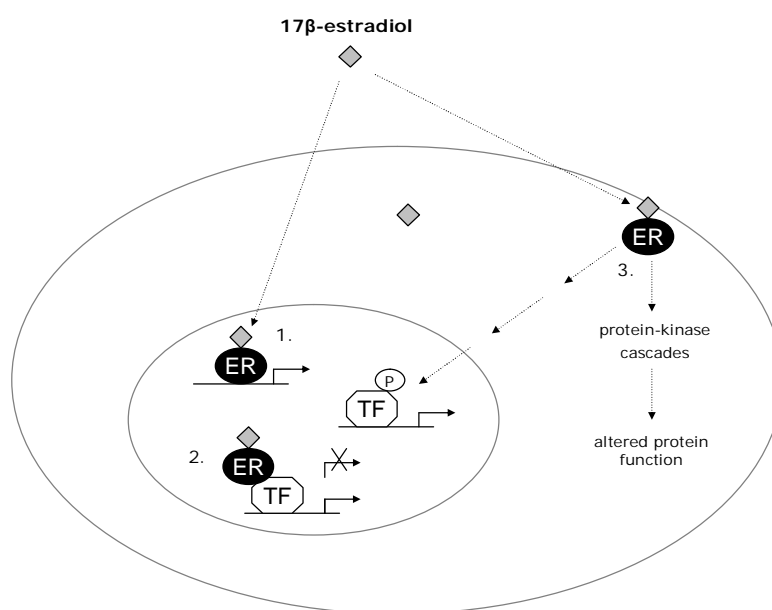 17β-estradiol
ER
3.
1.
ER
protein-kinase
cascades
P
TF
2.
ER
TF
altered protein
function